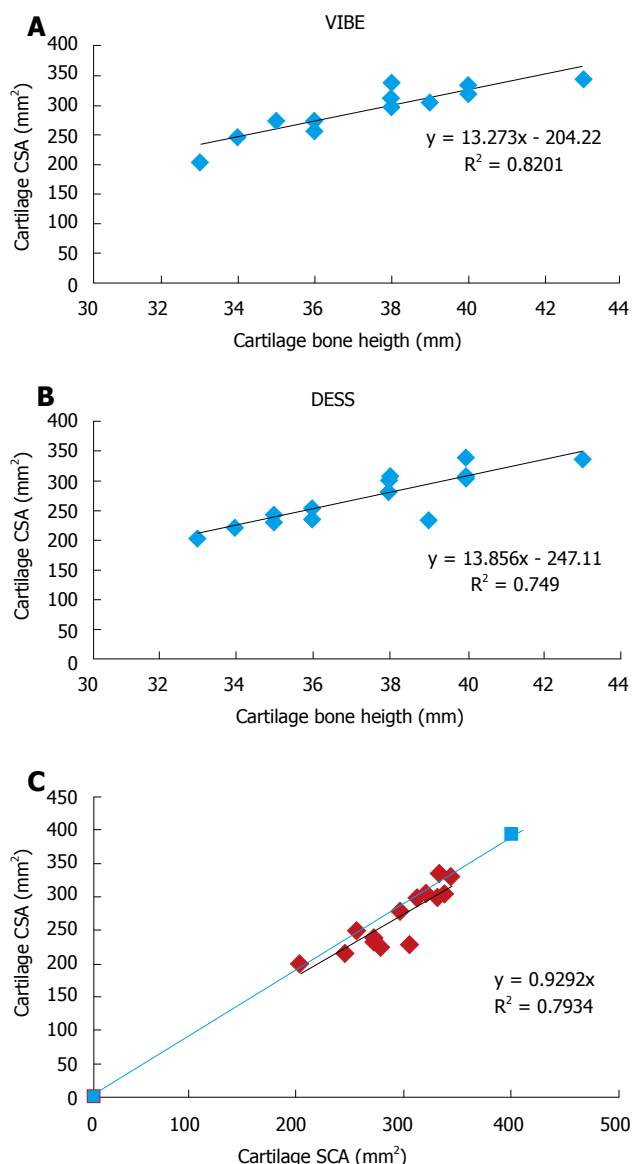 A
VIBE
Cartilage CSA (mm²)
400
350
300
250
200
150
100
50
0
30 32 34 36 38 40 42 44
Cartilage bone heigth (mm)
y = 13.273x - 204.22
R² = 0.8201
B
DESS
Cartilage CSA (mm²)
400
350
300
250
200
150
100
50
0
30 32 34 36 38 40 42 44
Cartilage bone heigth (mm)
y = 13.856x - 247.11
R² = 0.749
C
Cartilage CSA (mm²)
450
400
350
300
250
200
150
100
50
0
0 200 300 400 500
Cartilage SCA (mm²)
y = 0.9292x
R² = 0.7934